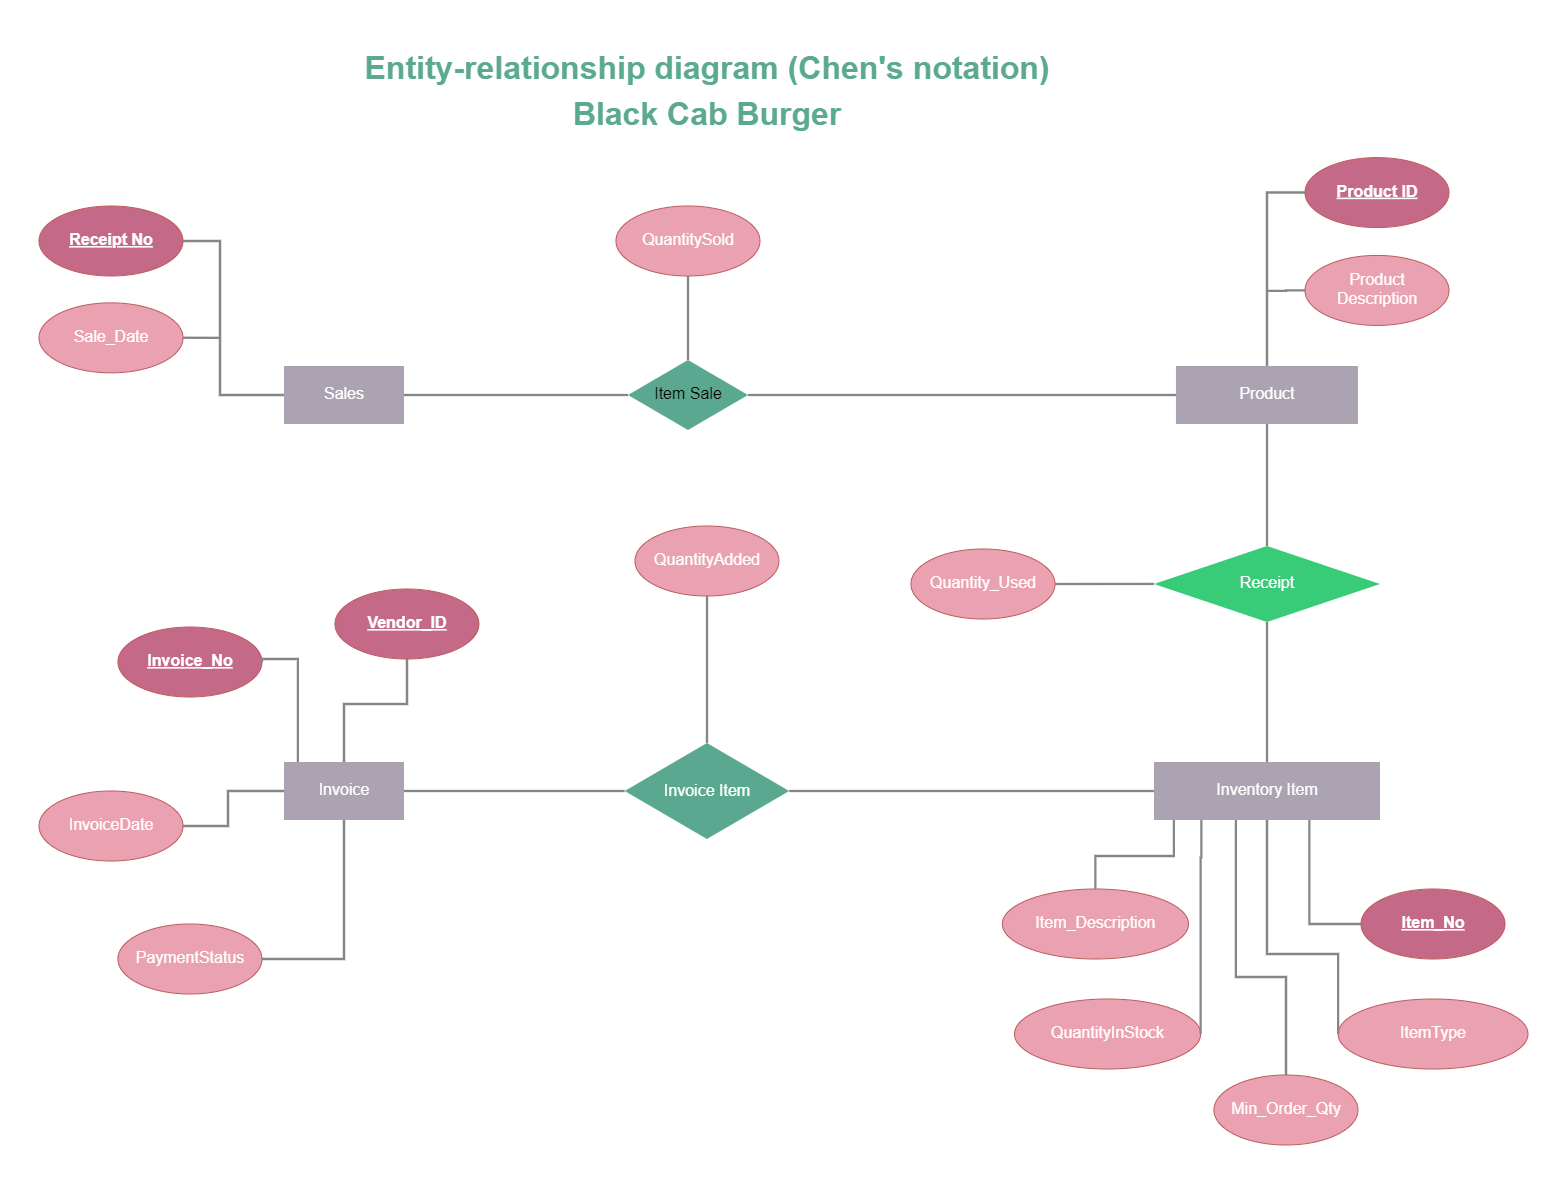 Entity-relationship diagram (Chen's notation)
Black Cab Burger
Product ID
Receipt No
QuantitySold
Product
Description
Sale_Date
Sales
Item Sale
Product
QuantityAdded
Quantity_Used
Receipt
Vendor_ID
Invoice_No
Invoice
Invoice Item
Inventory Item
InvoiceDate
Item_Description
Item_No
PaymentStatus
QuantityInStock
ItemType
Min_Order_Qty